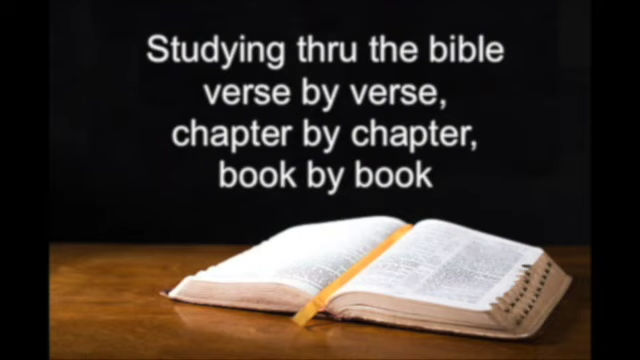 Studying thru the bible
verse by verse,
chapter by chapter,
book by book